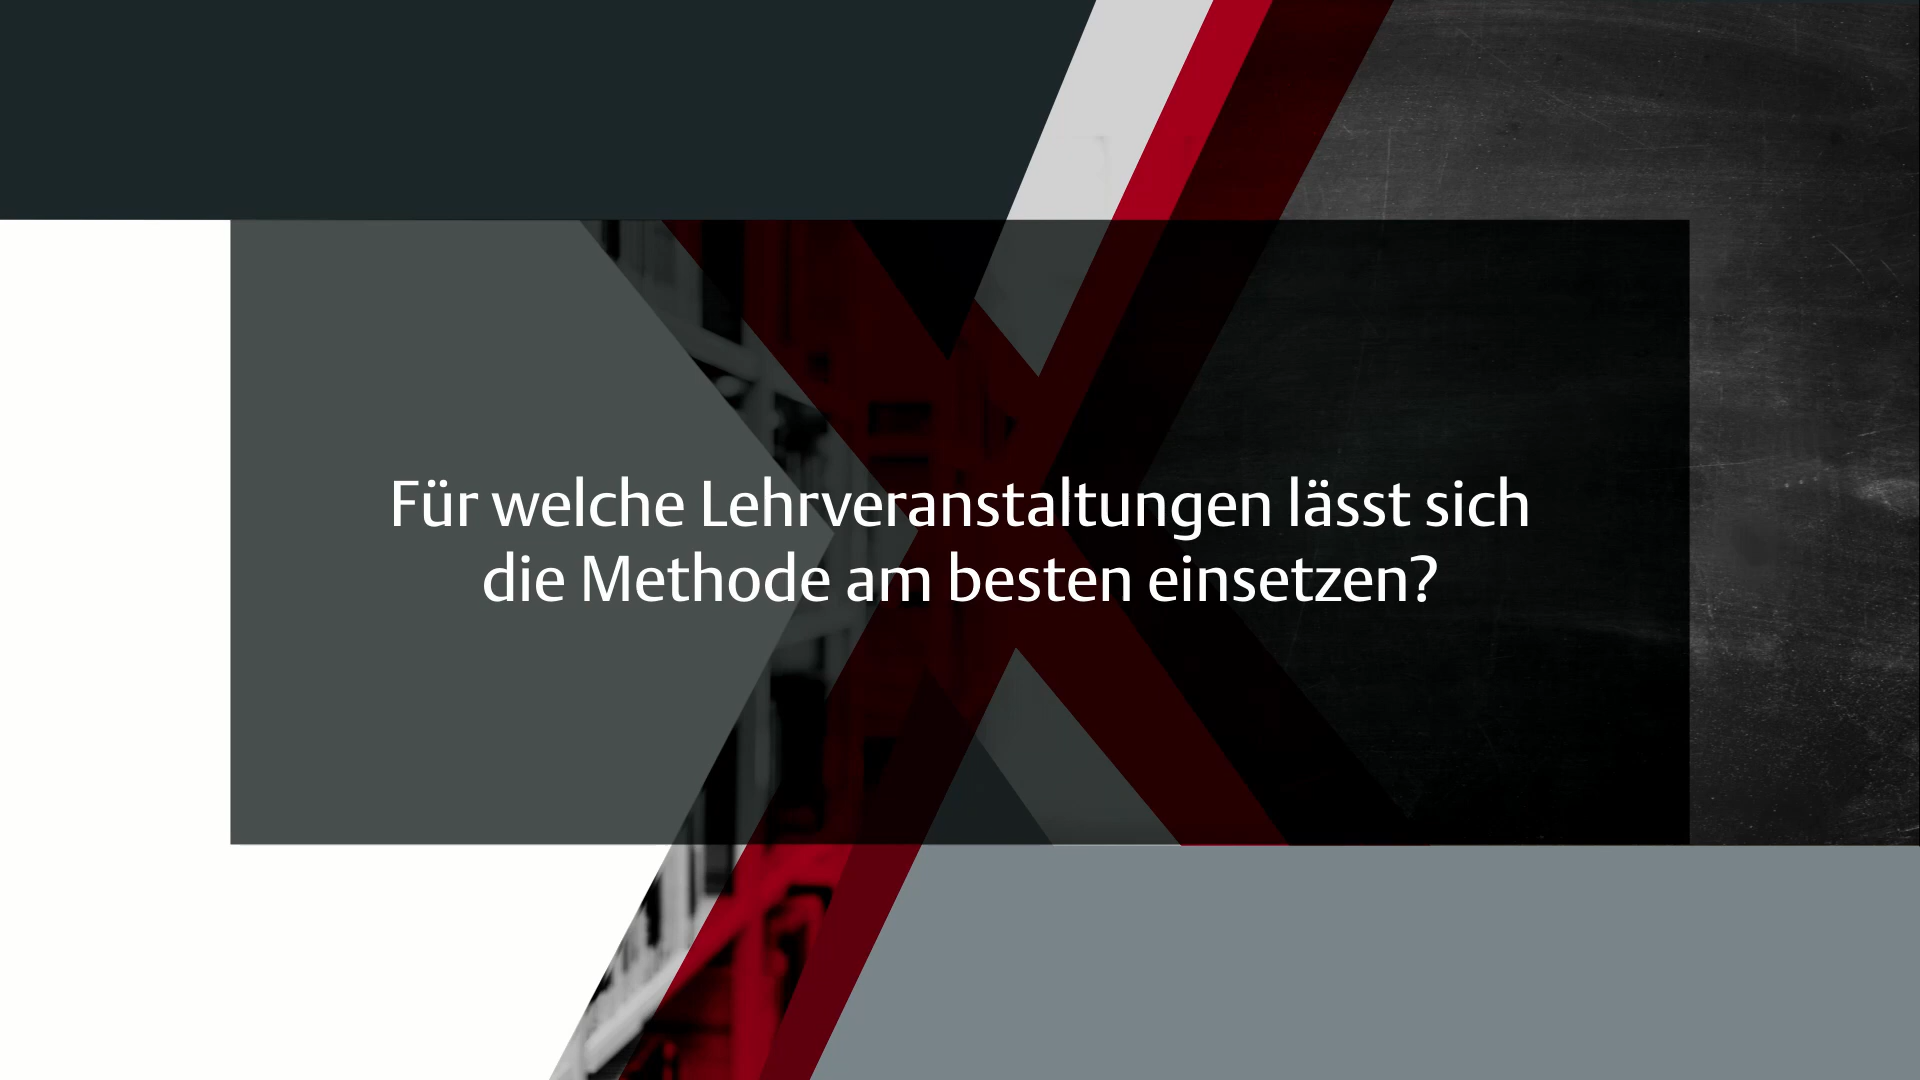 Für welche Lehrveranstaltungen lässt sich
die Methode am besten einsetzen?